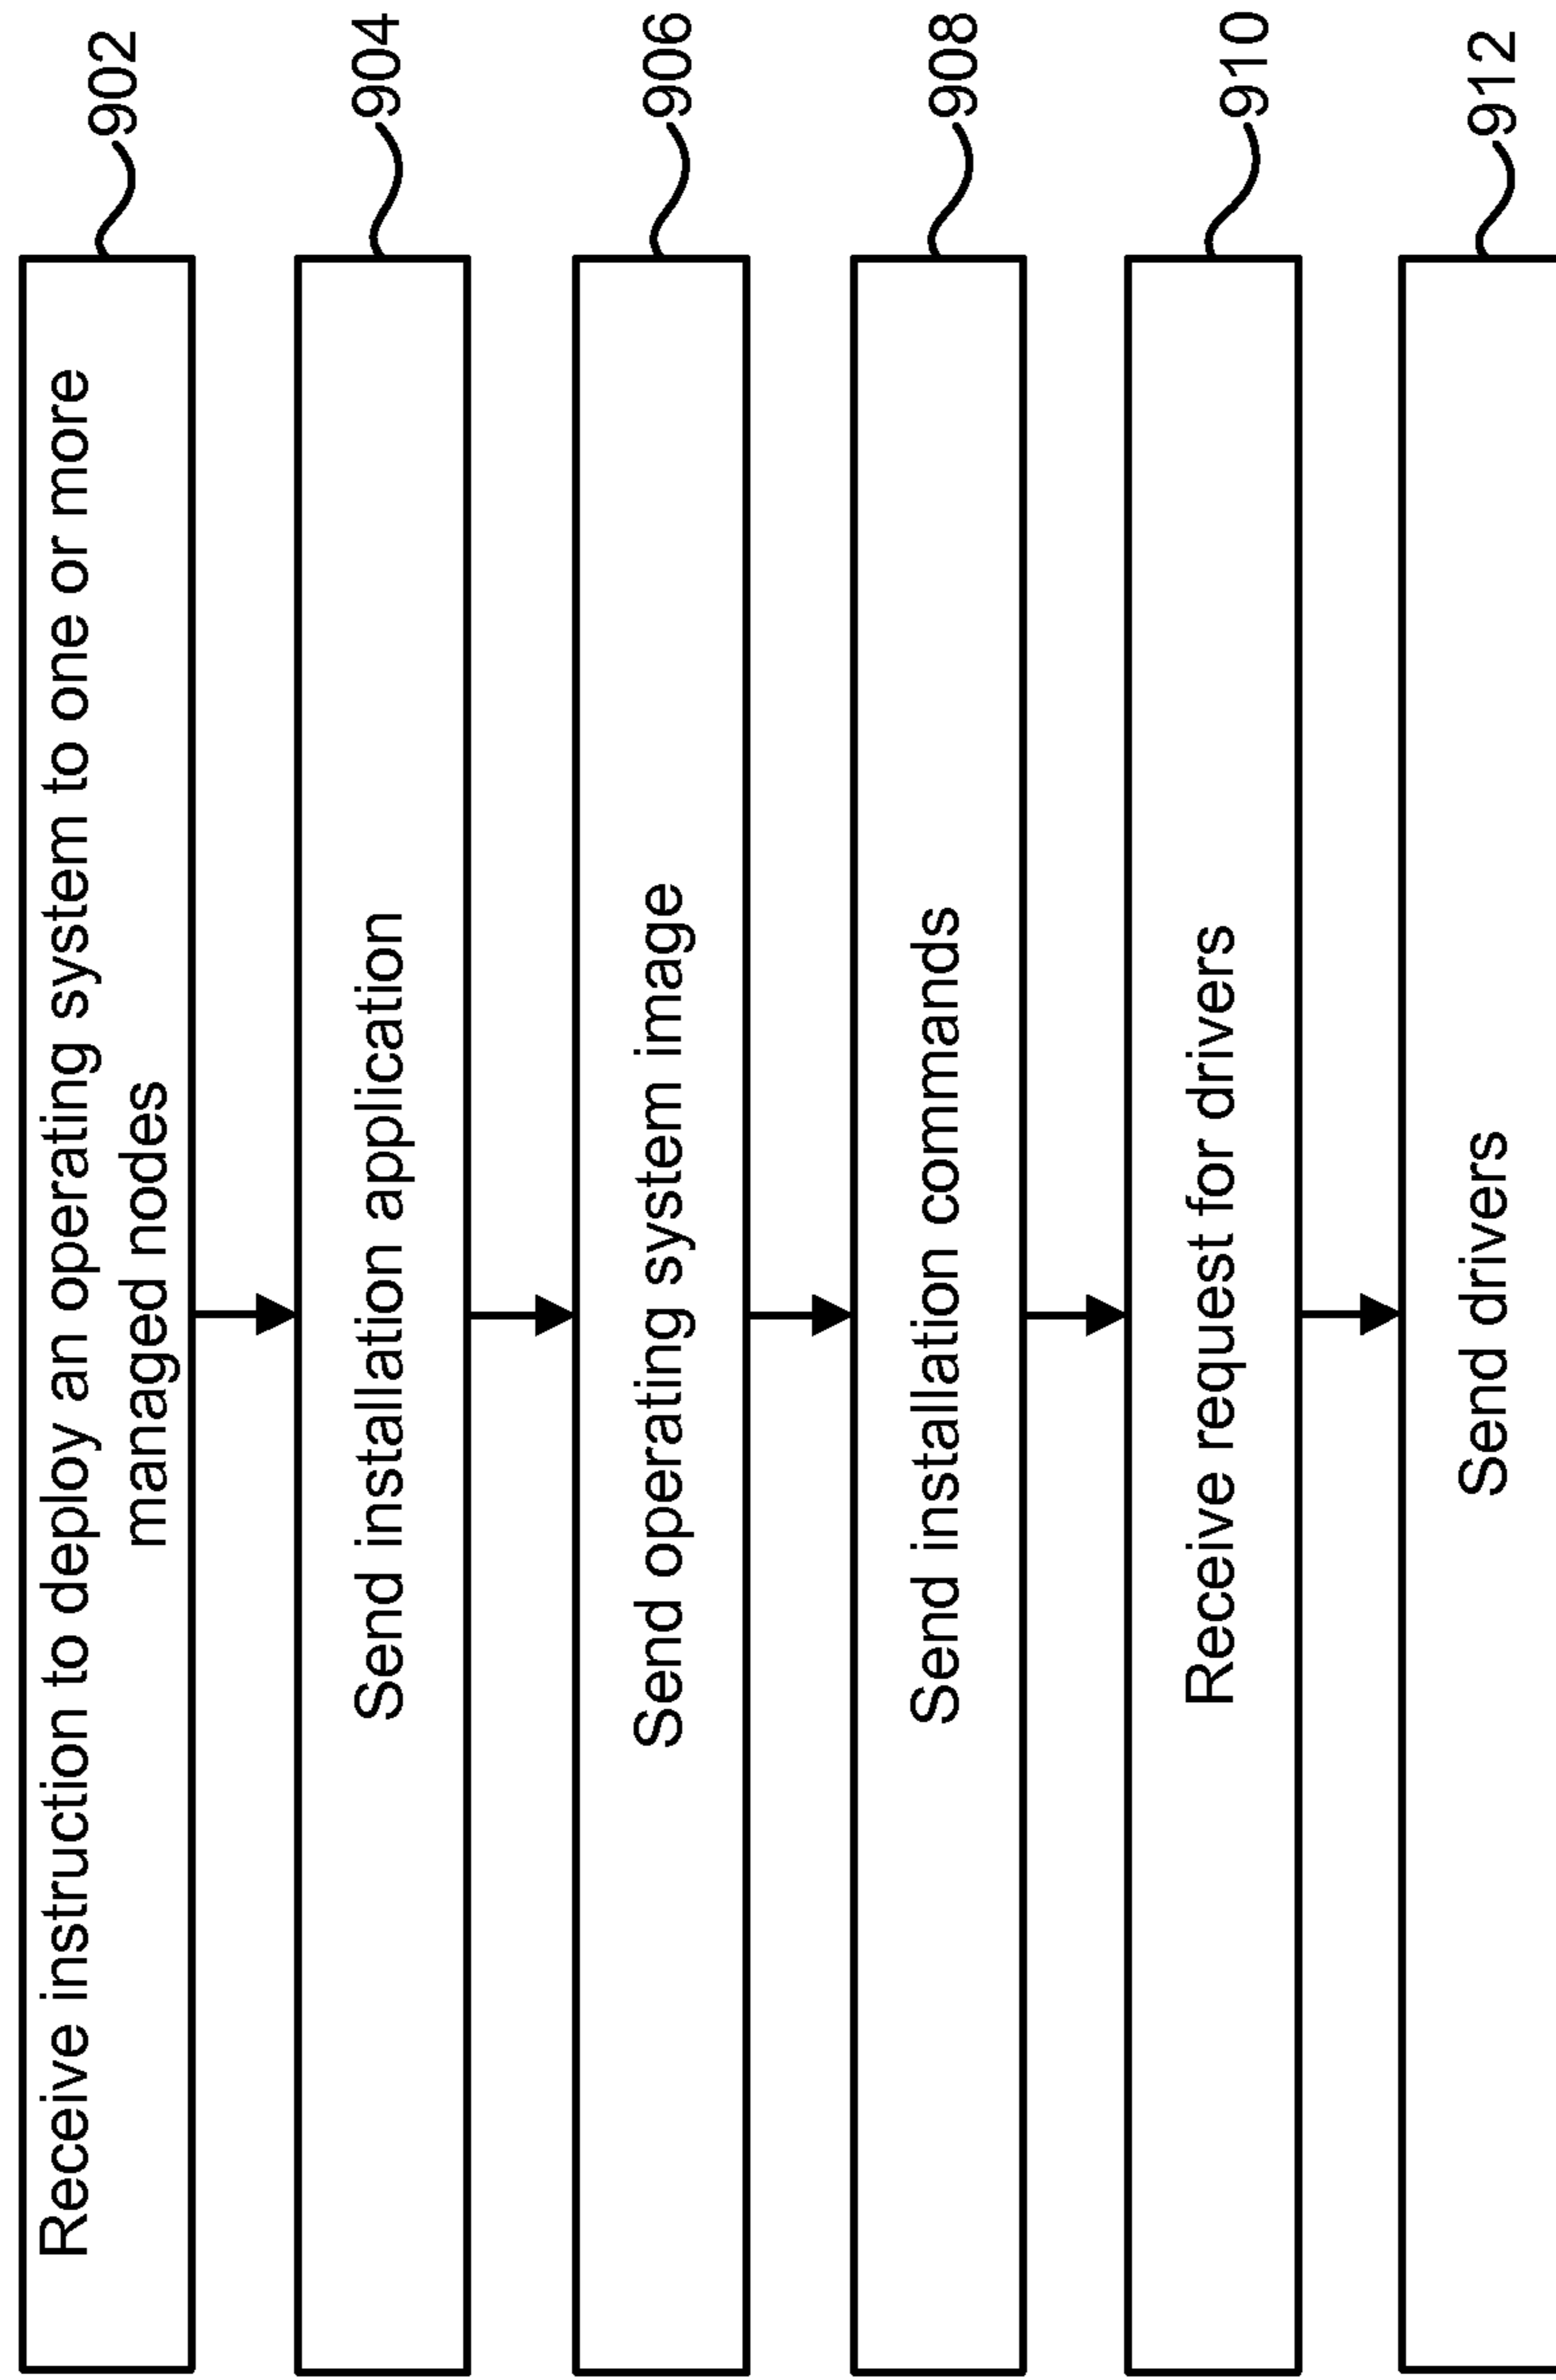 Receive instruction to deploy an operating system to one or more
managed nodes
902
Send installation application
904
Send operating system image
906
Send installation commands
908
Receive request for drivers
910
Send drivers
912